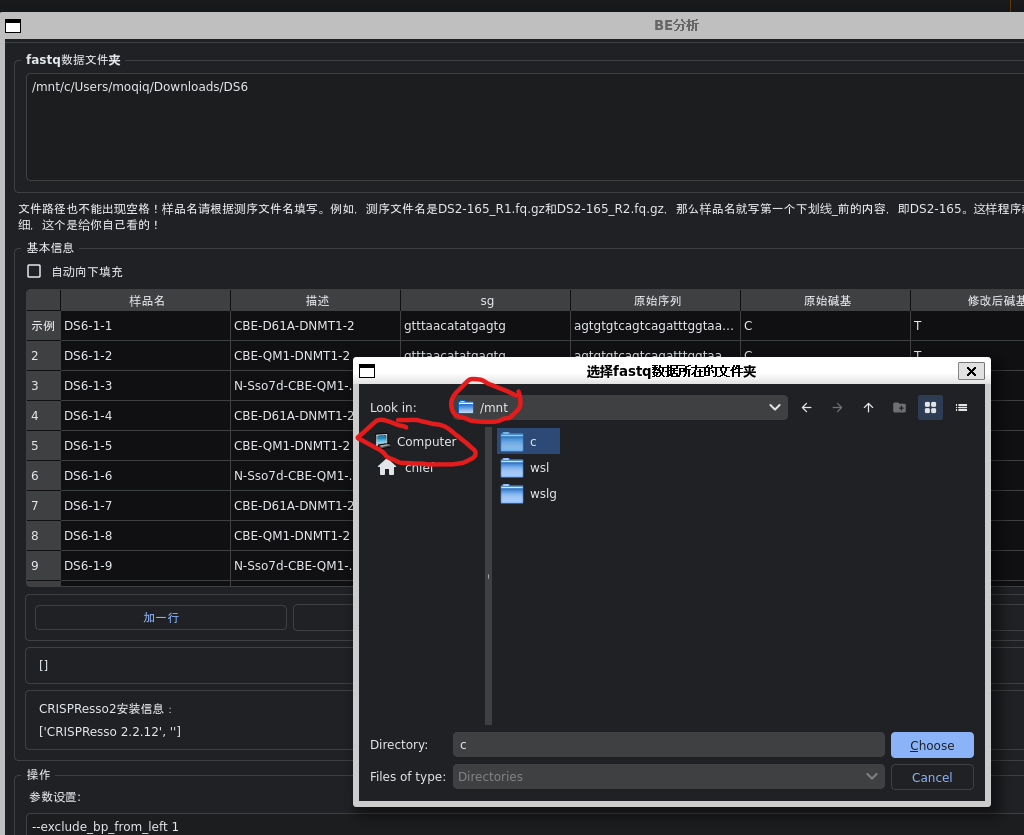 BE分析
fastq数据文件夹
/mnt/c/Users/moqiq/Downloads/DS6
文件路径也不能出现空格！样品名请根据测序文件名填写。例如，测序文件名是DS2-165_R1.fq.gz和DS2-165_R2.fq.gz，那么样品名就写第一个下划线_前的内容，即DS2-165。这样程序
细，这个是给你自己看的！
基本信息
自动向下填充
样品名 描述 sg 原始序列 原始碱基 修改后碱基
示例 DS6-1-1 CBE-D61A-DNMT1-2 gtttaacatatgagtg agtgtgtcagtcagatttggtaa... C T
2 DS6-1-2 CBE-QM1-DNMT1-2 gtttaacatatgagtg agtgtgtcagtcagatttggtaa... C T
3 DS6-1-3 N-Sso7d-CBE-QM1-..
4 DS6-1-4 CBE-D61A-DNMT1-2
5 DS6-1-5 CBE-QM1-DNMT1-2
6 DS6-1-6 N-Sso7d-CBE-QM1-..
7 DS6-1-7 CBE-D61A-DNMT1-2
8 DS6-1-8 CBE-QM1-DNMT1-2
9 DS6-1-9 N-Sso7d-CBE-QM1-..
加一行
[]
CRISPResso2安装信息：
['CRISPResso 2.2.12', '']
操作
参数设置:
--exclude_bp_from_left 1
选择fastq数据所在的文件夹
Look in: /mnt
Computer
chief
c
wsl
wslg
Directory: c
Choose
Files of type: Directories
Cancel